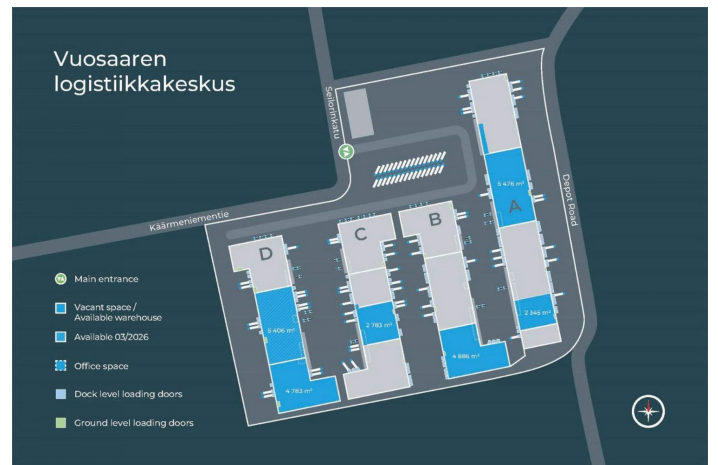 Vuosaaren
logistiikkakeskus
Seilorinkatu
Käärmeniementie
Depot Road
A
B
C
D
5 476 m²
2 346 m²
2 783 m²
4 886 m²
5 406 m²
4 783 m²
Main entrance
Vacant space /
Available warehouse
Available 03/2026
Office space
Dock level loading doors
Ground level loading doors